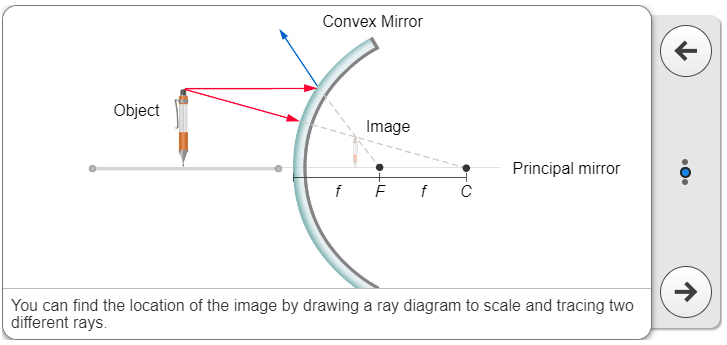 Convex Mirror
Object
Image
Principal mirror
f F f C
You can find the location of the image by drawing a ray diagram to scale and tracing two
different rays.